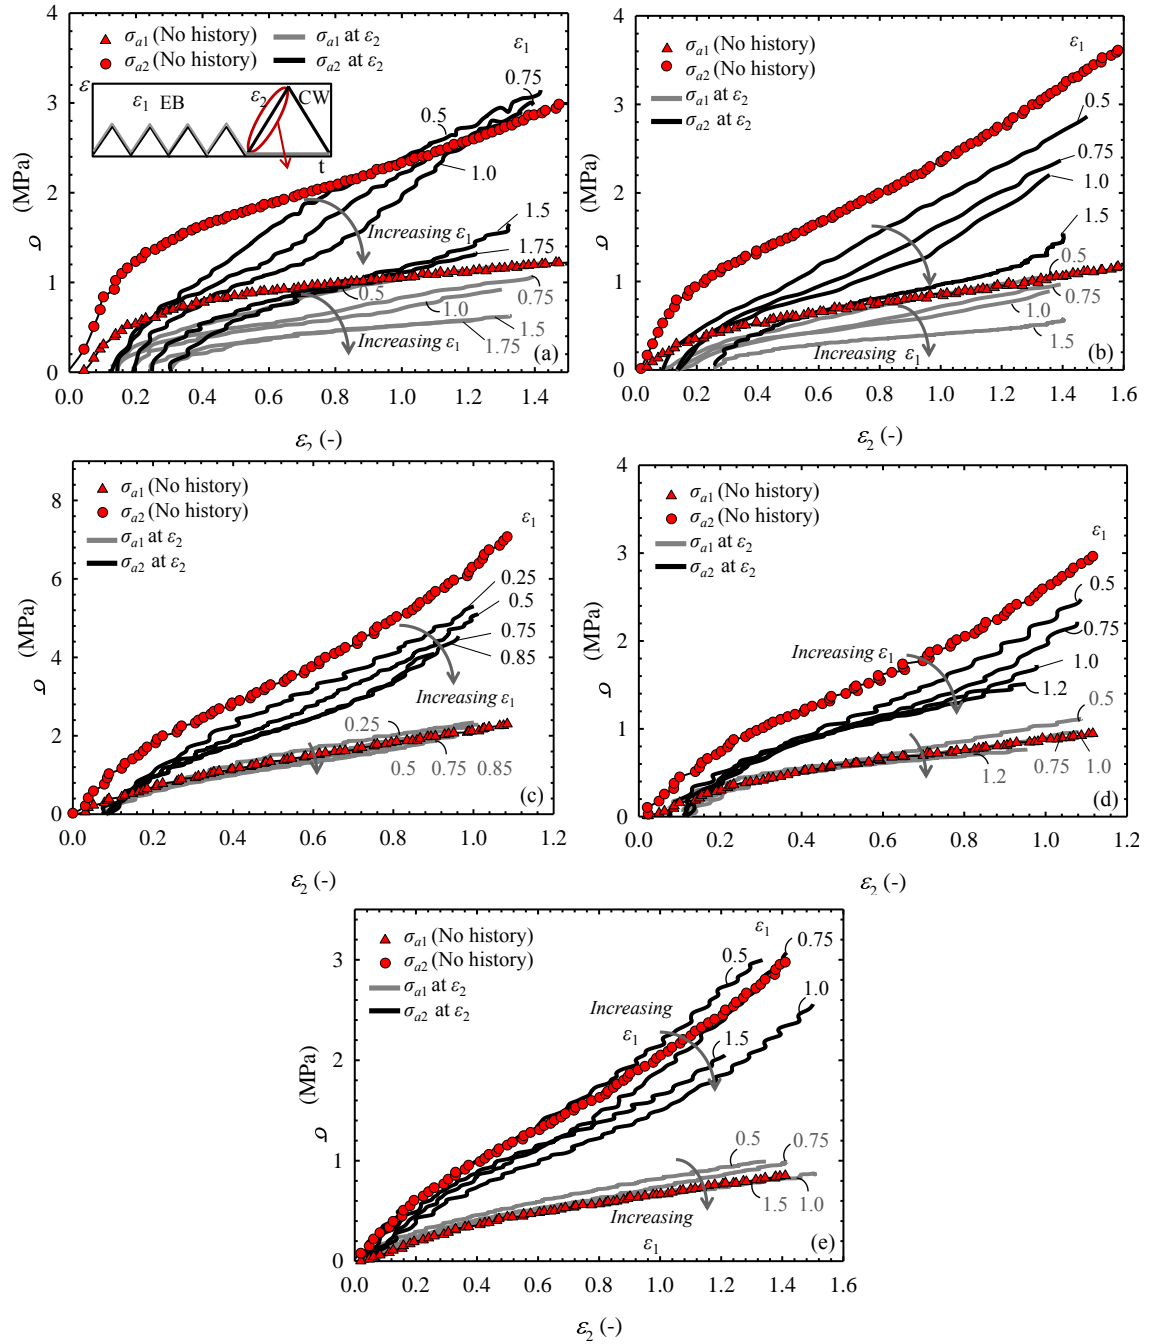 σa1 (No history)
σa2 (No history)
σa1 at ε2
σa2 at ε2
ε1
ε
ε1 EB
ε2
CW
t
0.75
0.5
1.0
1.5
1.75
Increasing ε1
0.5
0.75
1.0
1.5
1.75
Increasing ε1
(a)
4
3
2
1
0
σ (MPa)
0.0 0.2 0.4 0.6 0.8 1.0 1.2 1.4
ε2 (-)
σa1 (No history)
σa2 (No history)
σa1 at ε2
σa2 at ε2
ε1
0.5
0.75
1.0
1.5
0.5
0.75
1.0
1.5
Increasing ε1
(b)
4
3
2
1
0
(MPa)
0.0 0.2 0.4 0.6 0.8 1.0 1.2 1.4 1.6
ε2 (-)
σa1 (No history)
σa2 (No history)
σa1 at ε2
σa2 at ε2
ε1
0.25
0.5
0.75
0.85
Increasing ε1
0.25
0.5 0.75 0.85
(c)
8
6
4
2
0
(MPa)
0.0 0.2 0.4 0.6 0.8 1.0 1.2
ε2 (-)
σa1 (No history)
σa2 (No history)
σa1 at ε2
σa2 at ε2
ε1
0.5
0.75
Increasing ε1
1.0
1.2
0.5
1.2 0.75 1.0
(d)
4
3
2
1
0
(MPa)
0.0 0.2 0.4 0.6 0.8 1.0 1.2
ε2 (-)
σa1 (No history)
σa2 (No history)
σa1 at ε2
σa2 at ε2
ε1
0.5
0.75
1.0
1.5
Increasing
ε1
0.5
0.75
1.5 1.0
Increasing
ε1
(e)
3
2
1
0
(MPa)
0.0 0.2 0.4 0.6 0.8 1.0 1.2 1.4 1.6
ε2 (-)